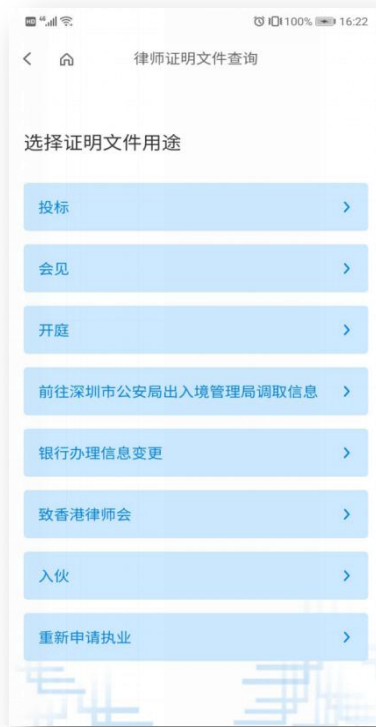 HD 4G 100% 16:22
律师证明文件查询
选择证明文件用途
投标
会见
开庭
前往深圳市公安局出入境管理局调取信息
银行办理信息变更
致香港律师会
入伙
重新申请执业